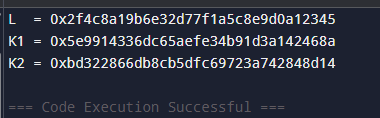 L  = 0x2f4c8a19b6e32d77f1a5c8e9d0a12345
K1 = 0x5e9914336dc65aefe34b91d3a142468a
K2 = 0xbd322866db8cb5dfc69723a742848d14
=== Code Execution Successful ===